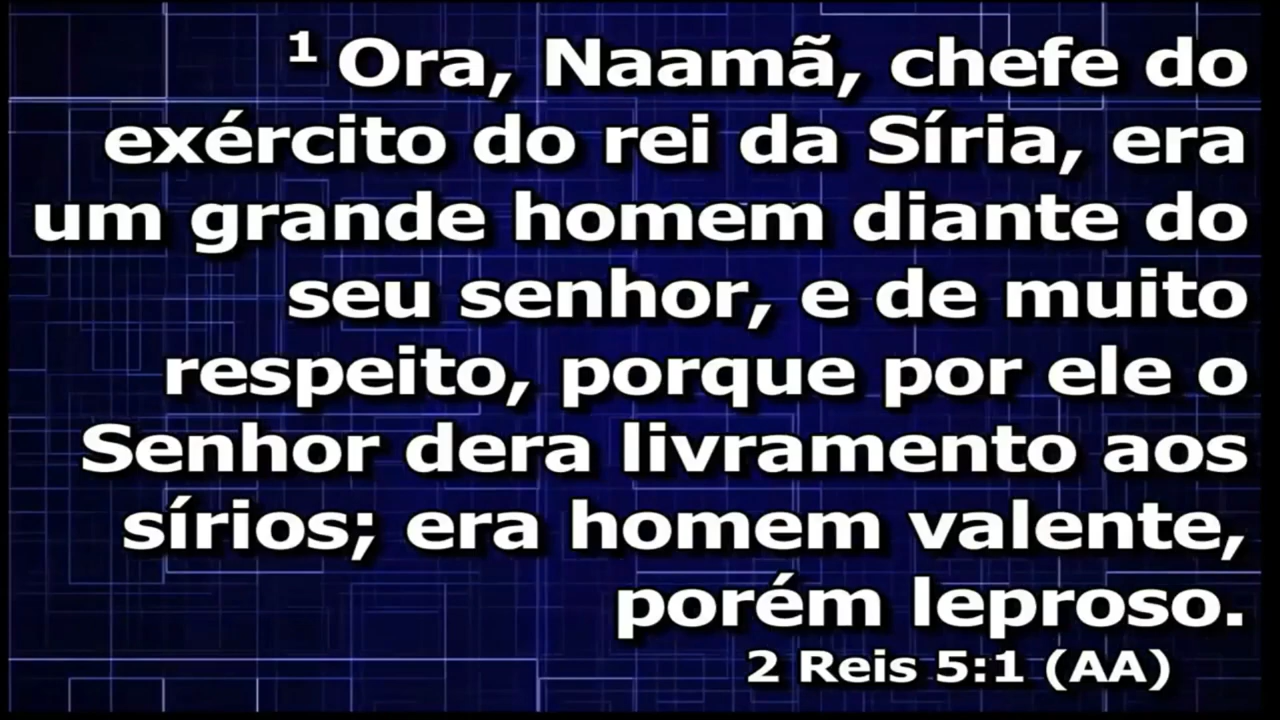 ¹ Ora, Naamã, chefe do
exército do rei da Síria, era
um grande homem diante do
seu senhor, e de muito
respeito, porque por ele o
Senhor dera livramento aos
sírios; era homem valente,
porém leproso.
2 Reis 5:1 (AA)